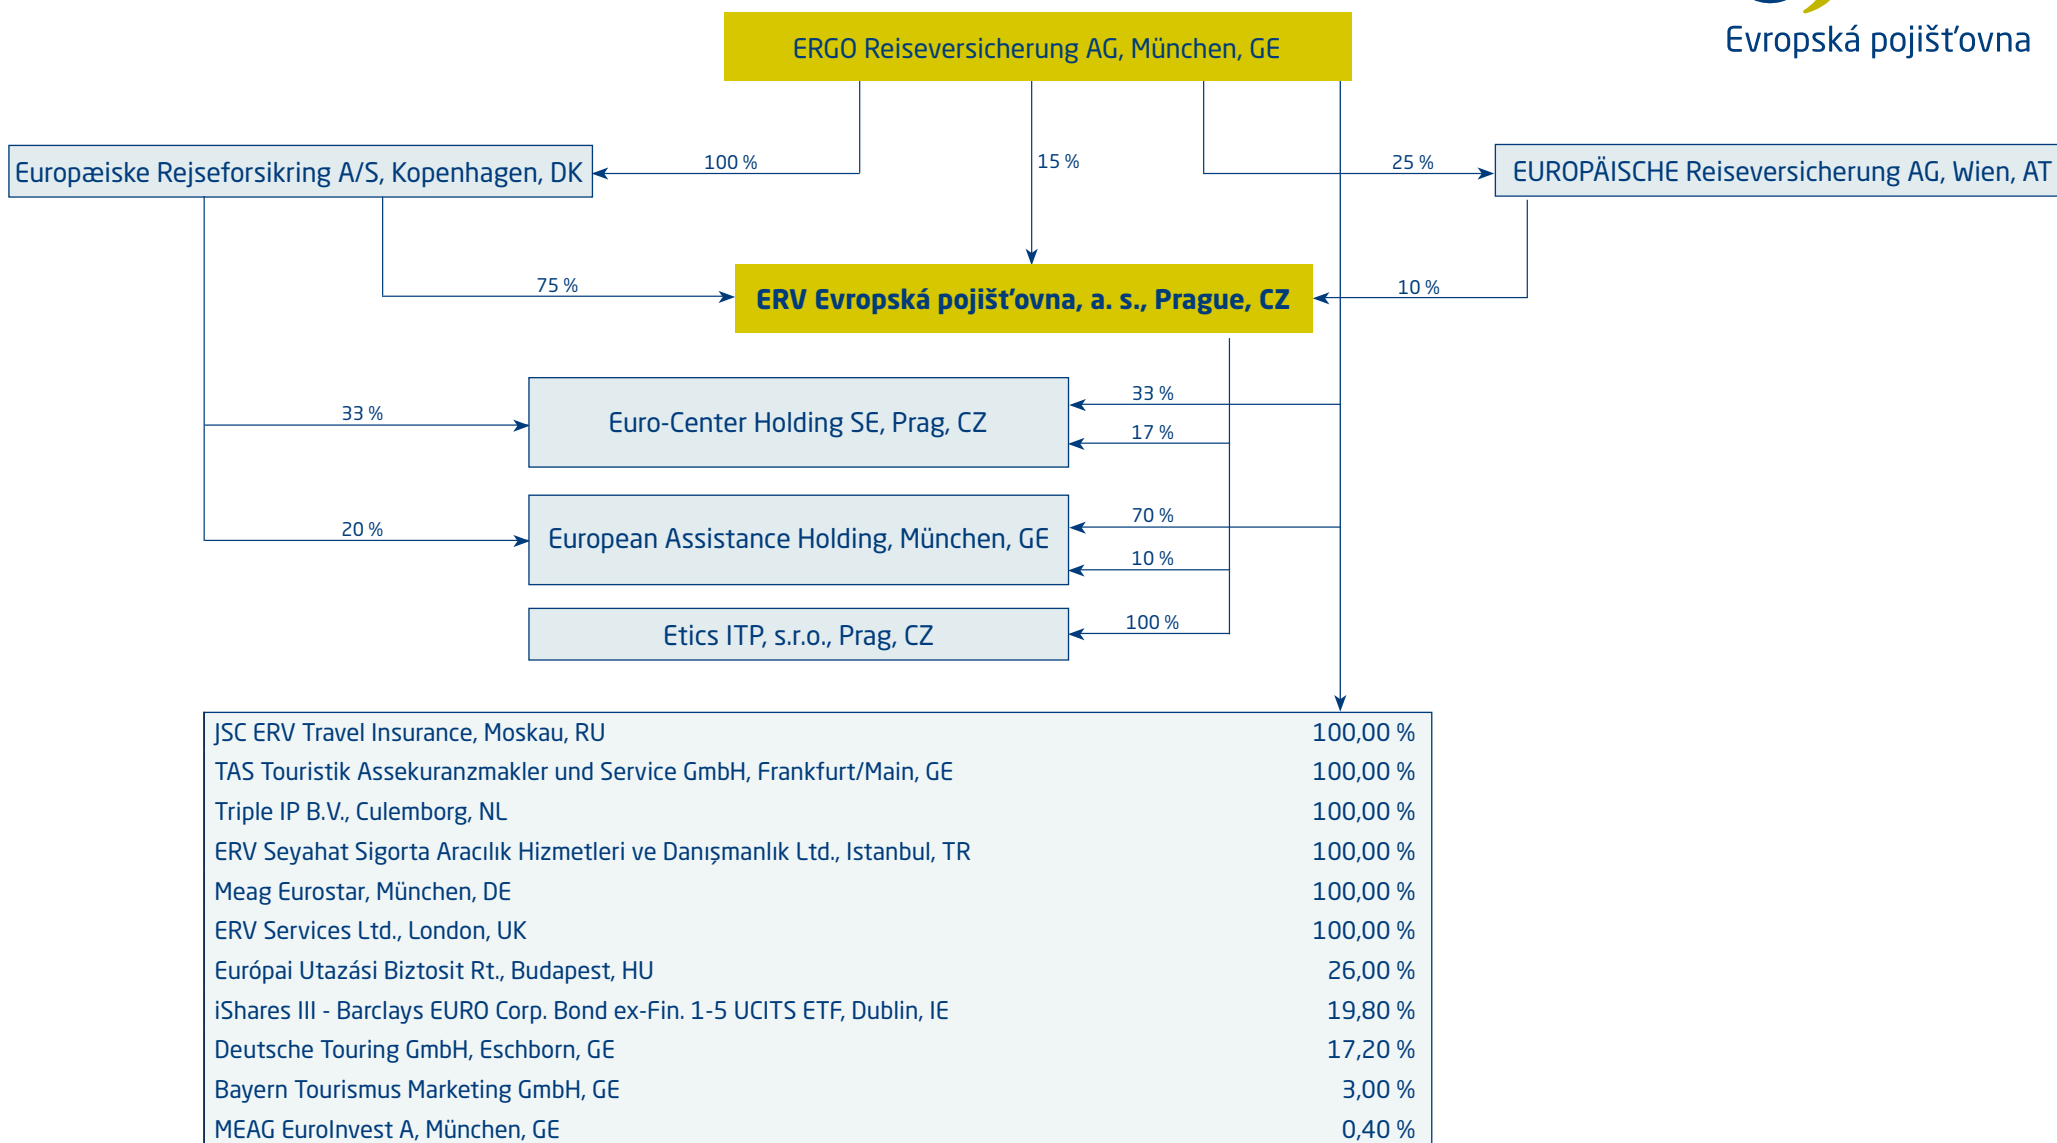 Evropská pojišťovna
ERGO Reiseversicherung AG, München, GE
Europæiske Rejseforsikring A/S, Kopenhagen, DK
100 %
15 %
25 %
EUROPÄISCHE Reiseversicherung AG, Wien, AT
75 %
ERV Evropská pojišťovna, a. s., Prague, CZ
10 %
33 %
Euro-Center Holding SE, Prag, CZ
33 %
17 %
20 %
European Assistance Holding, München, GE
70 %
10 %
Etics ITP, s.r.o., Prag, CZ
100 %
JSC ERV Travel Insurance, Moskau, RU 100,00 %
TAS Touristik Assekuranzmakler und Service GmbH, Frankfurt/Main, GE 100,00 %
Triple IP B.V., Culemborg, NL 100,00 %
ERV Seyahat Sigorta Aracılık Hizmetleri ve Danışmanlık Ltd., Istanbul, TR 100,00 %
Meag Eurostar, München, DE 100,00 %
ERV Services Ltd., London, UK 100,00 %
Európai Utazási Biztosit Rt., Budapest, HU 26,00 %
iShares III - Barclays EURO Corp. Bond ex-Fin. 1-5 UCITS ETF, Dublin, IE 19,80 %
Deutsche Touring GmbH, Eschborn, GE 17,20 %
Bayern Tourismus Marketing GmbH, GE 3,00 %
MEAG EuroInvest A, München, GE 0,40 %